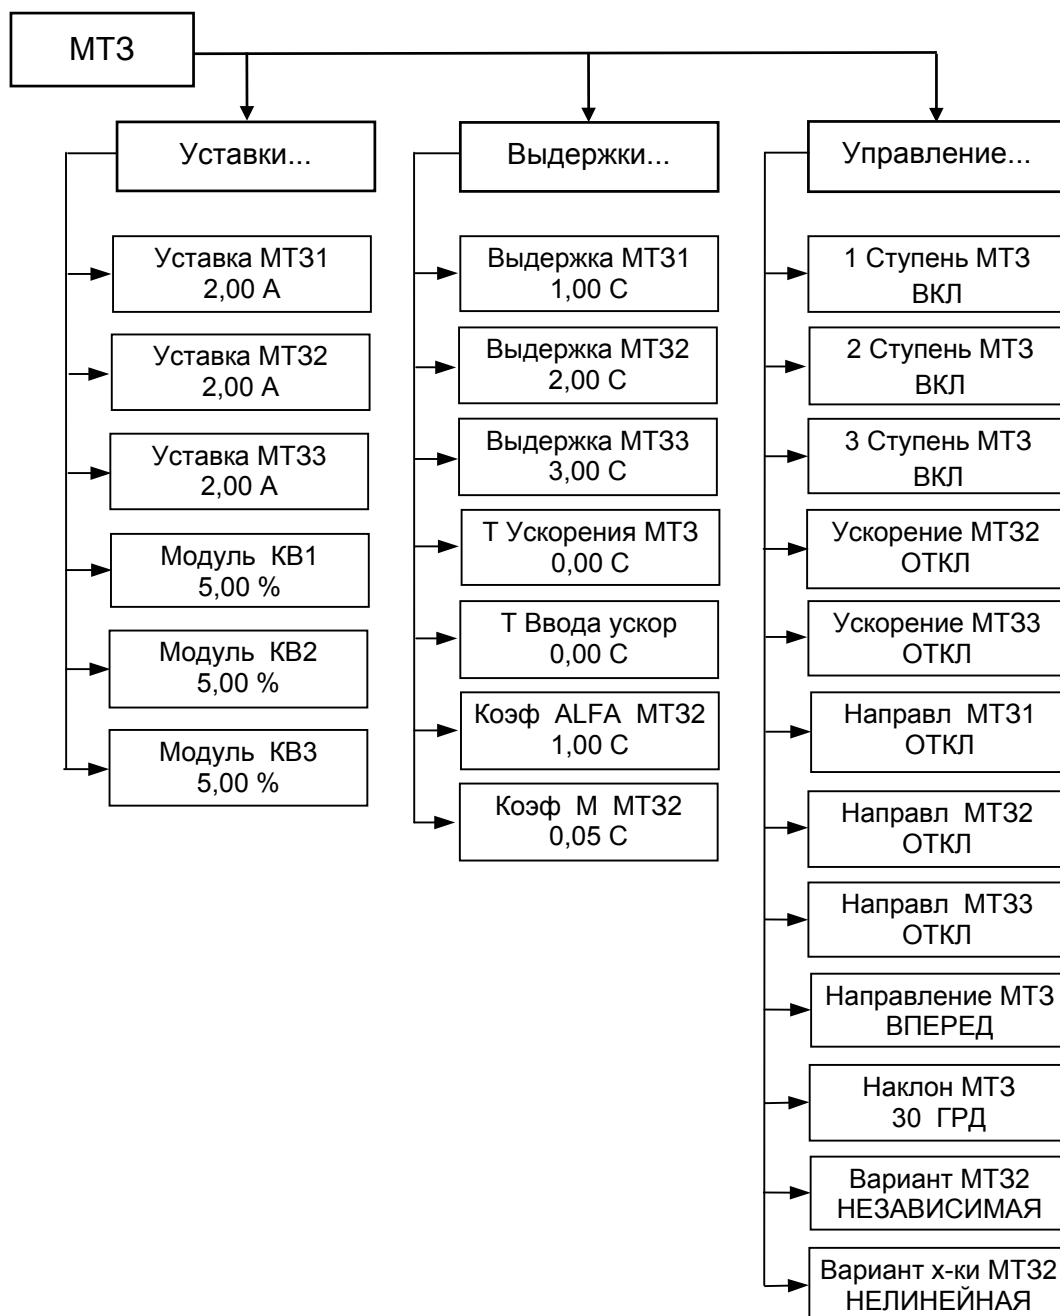 МТЗ
Уставки...
Уставка МТЗ1
2,00 А
Уставка МТЗ2
2,00 А
Уставка МТЗ3
2,00 А
Модуль КВ1
5,00 %
Модуль КВ2
5,00 %
Модуль КВ3
5,00 %
Выдержки...
Выдержка МТЗ1
1,00 С
Выдержка МТЗ2
2,00 С
Выдержка МТЗ3
3,00 С
Т Ускорения МТЗ
0,00 С
Т Ввода ускор
0,00 С
Коэф ALFA МТЗ2
1,00 С
Коэф М МТЗ2
0,05 С
Управление...
1 Ступень МТЗ
ВКЛ
2 Ступень МТЗ
ВКЛ
3 Ступень МТЗ
ВКЛ
Ускорение МТЗ2
ОТКЛ
Ускорение МТЗ3
ОТКЛ
Направл МТЗ1
ОТКЛ
Направл МТЗ2
ОТКЛ
Направл МТЗ3
ОТКЛ
Направление МТЗ
ВПЕРЕД
Наклон МТЗ
30 ГРД
Вариант МТЗ2
НЕЗАВИСИМАЯ
Вариант х-ки МТЗ2
НЕЛИНЕЙНАЯ